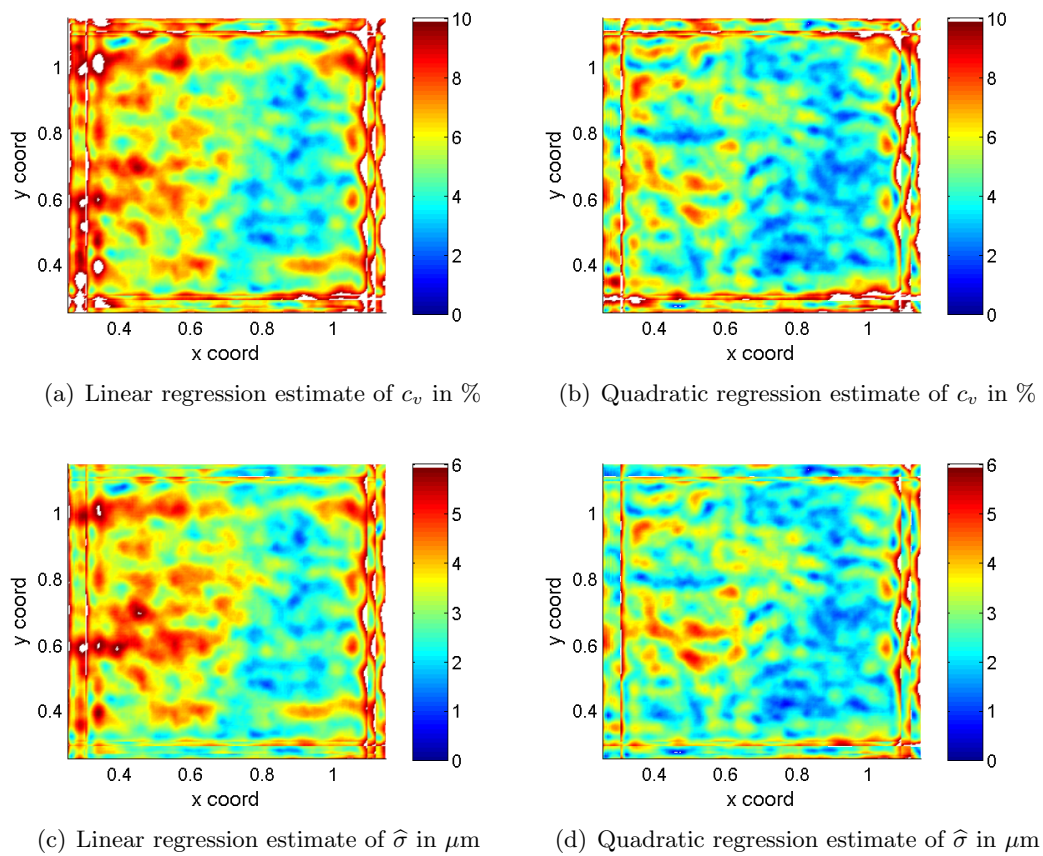 10
8
6
4
2
0
1
0.8
0.6
0.4
y coord
0.4 0.6 0.8 1
x coord
(a) Linear regression estimate of c_v in %
10
8
6
4
2
0
1
0.8
0.6
0.4
y coord
0.4 0.6 0.8 1
x coord
(b) Quadratic regression estimate of c_v in %
6
5
4
3
2
1
0
1
0.8
0.6
0.4
y coord
0.4 0.6 0.8 1
x coord
(c) Linear regression estimate of σ̂ in μm
6
5
4
3
2
1
0
1
0.8
0.6
0.4
y coord
0.4 0.6 0.8 1
x coord
(d) Quadratic regression estimate of σ̂ in μm